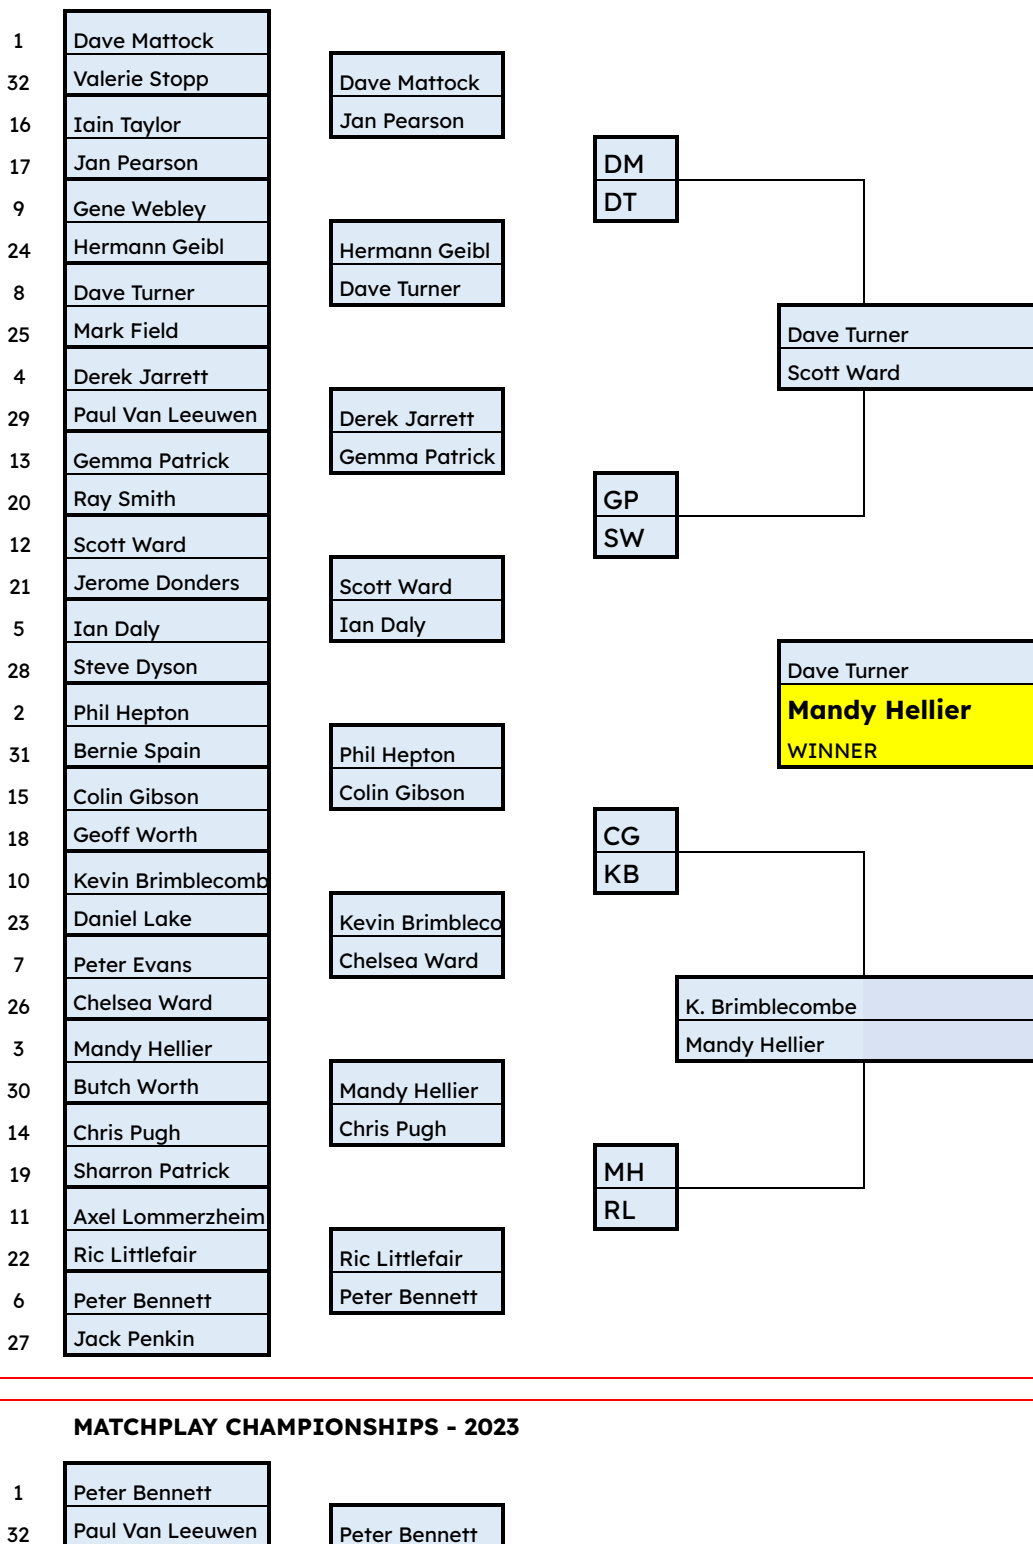 1 Dave Mattock
32 Valerie Stopp
Dave Mattock
16 Iain Taylor
Jan Pearson
17 Jan Pearson
DM
9 Gene Webley
DT
24 Hermann Geibl
Hermann Geibl
8 Dave Turner
Dave Turner
25 Mark Field
Dave Turner
4 Derek Jarrett
Scott Ward
29 Paul Van Leeuwen
Derek Jarrett
13 Gemma Patrick
Gemma Patrick
20 Ray Smith
GP
12 Scott Ward
SW
21 Jerome Donders
Scott Ward
5 Ian Daly
Ian Daly
28 Steve Dyson
Dave Turner
2 Phil Hepton
Mandy Hellier
31 Bernie Spain
Phil Hepton
WINNER
15 Colin Gibson
Colin Gibson
18 Geoff Worth
CG
10 Kevin Brimblecomb
KB
23 Daniel Lake
Kevin Brimbleco
7 Peter Evans
Chelsea Ward
26 Chelsea Ward
K. Brimblecombe
3 Mandy Hellier
Mandy Hellier
30 Butch Worth
Mandy Hellier
14 Chris Pugh
Chris Pugh
19 Sharron Patrick
MH
11 Axel Lommerzheim
RL
22 Ric Littlefair
Ric Littlefair
6 Peter Bennett
Peter Bennett
27 Jack Penkin
MATCHPLAY CHAMPIONSHIPS - 2023
1 Peter Bennett
32 Paul Van Leeuwen
Peter Bennett